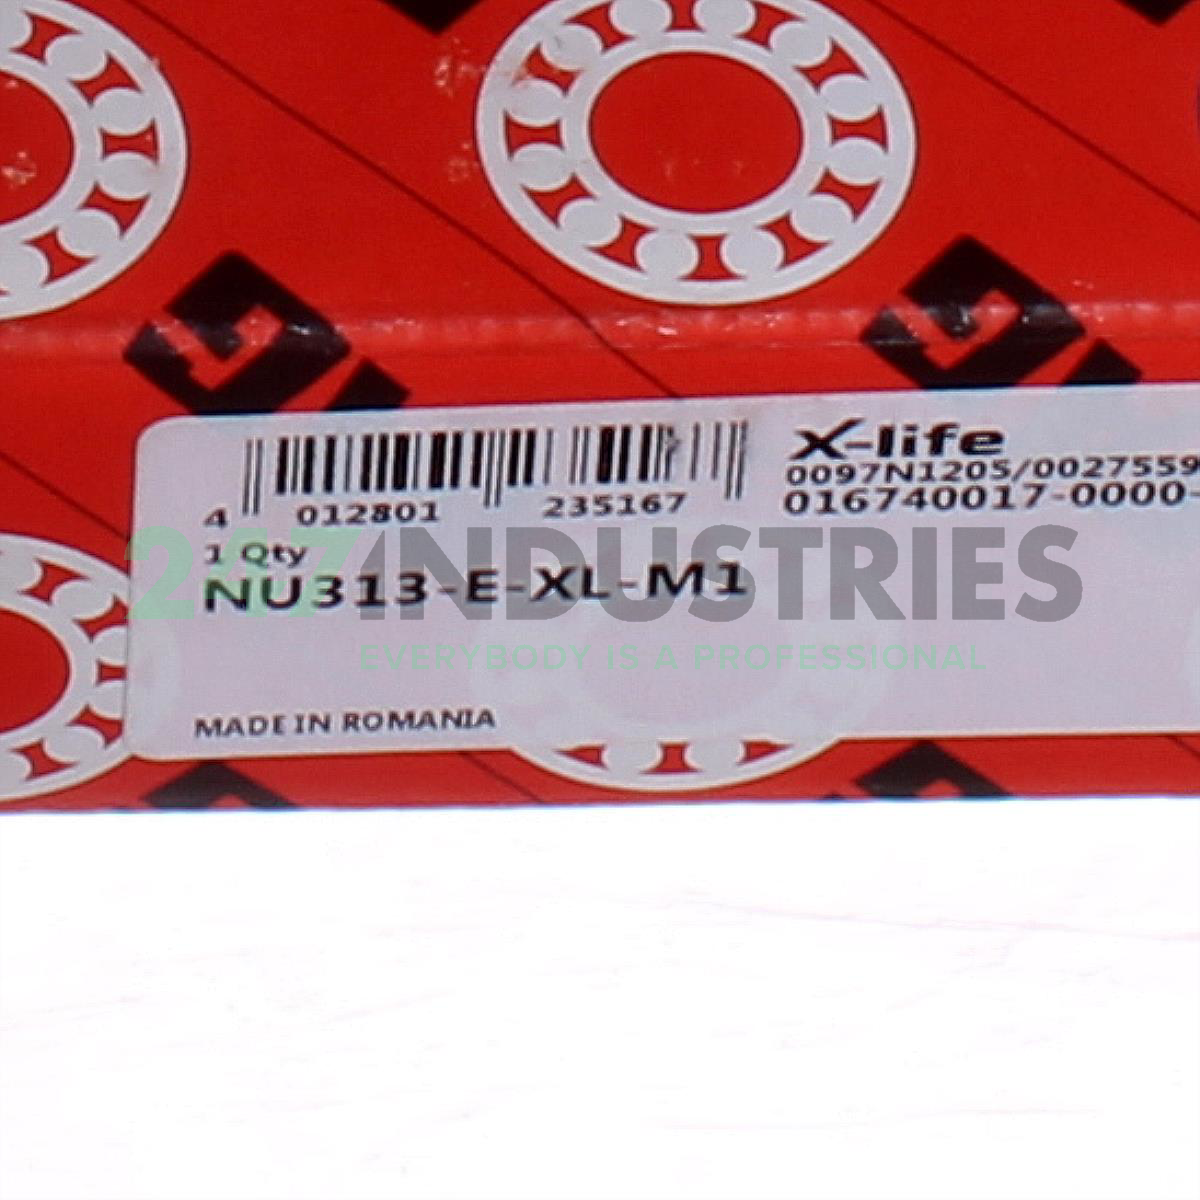 X-life
0097N1205/0027559
016740017-0000-
4 012801 235167
1 Qty
NU313-E-XL-M1
247INDUSTRIES
EVERYBODY IS A PROFESSIONAL
MADE IN ROMANIA